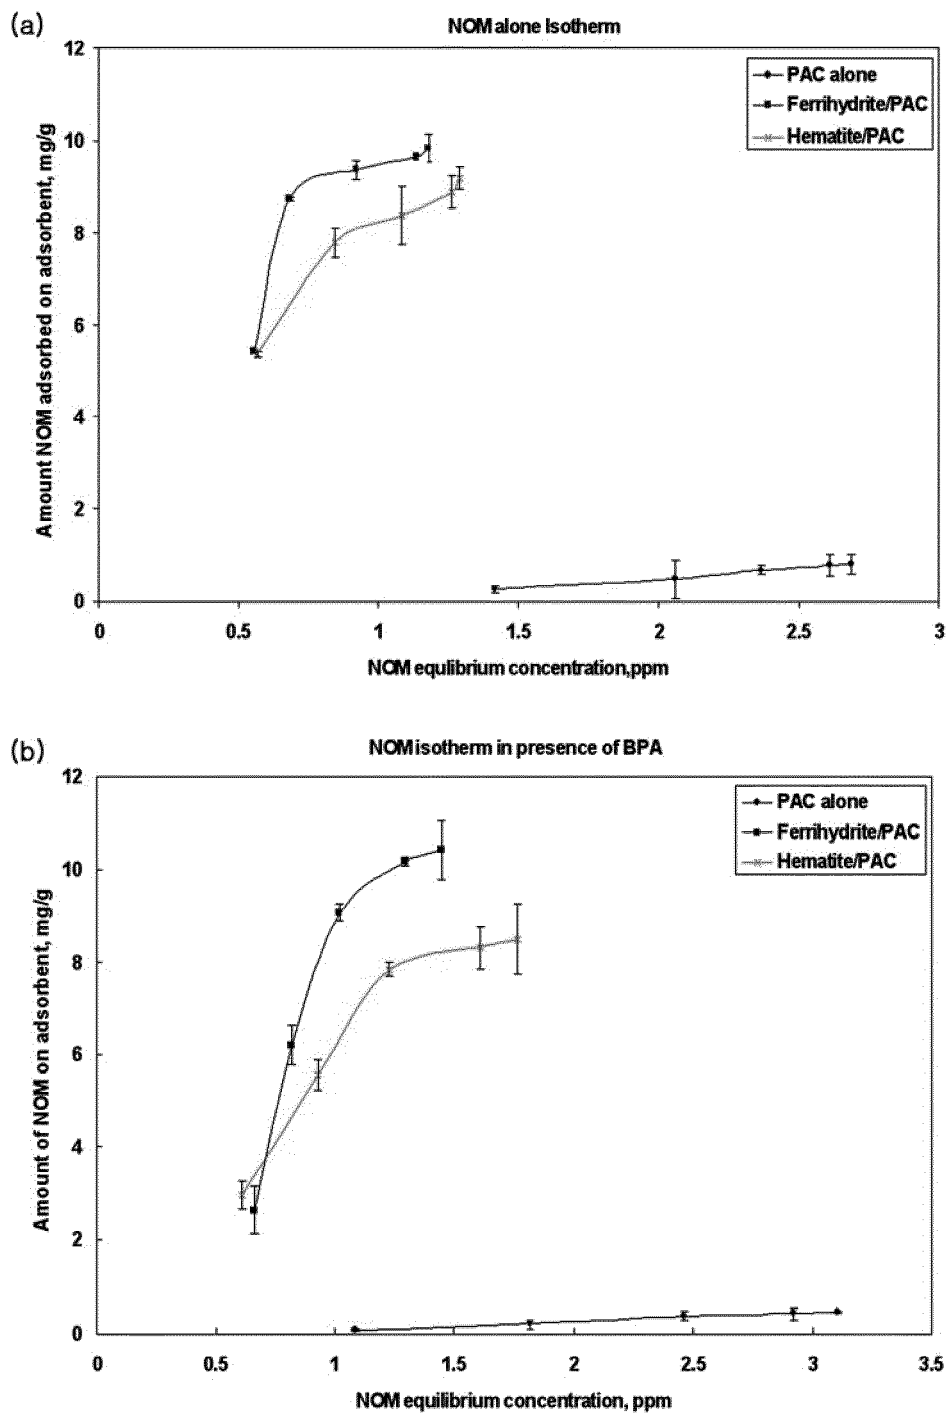 (a)
NOM alone Isotherm
PAC alone
Ferrihydrite/PAC
Hematite/PAC
Amount NOM adsorbed on adsorbent, mg/g
12
10
8
6
4
2
0
0 0.5 1 1.5 2 2.5 3
NOM equlibrium concentration,ppm
(b)
NOM isotherm in presence of BPA
PAC alone
Ferrihydrite/PAC
Hematite/PAC
Amount of NOM on adsorbent, mg/g
12
10
8
6
4
2
0
0 0.5 1 1.5 2 2.5 3 3.5
NOM equilibrium concentration, ppm